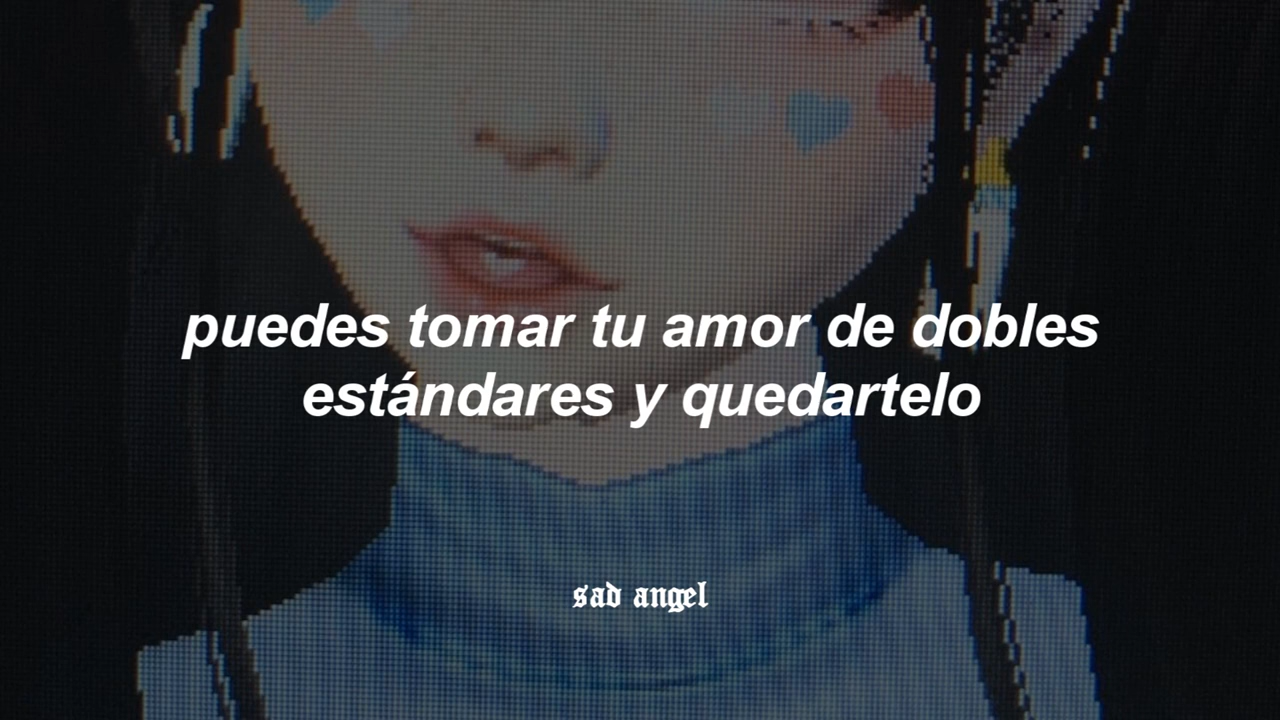 puedes tomar tu amor de dobles
estándares y quedartelo
sad angel